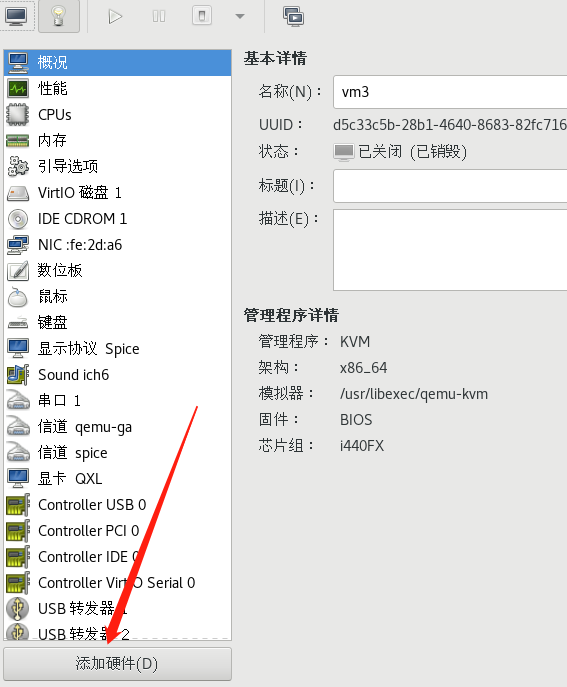 概况
性能
CPUs
内存
引导选项
VirtIO 磁盘 1
IDE CDROM 1
NIC :fe:2d:a6
数位板
鼠标
键盘
显示协议 Spice
Sound ich6
串口 1
信道 qemu-ga
信道 spice
显卡 QXL
Controller USB 0
Controller PCI 0
Controller IDE 0
Controller VirtIO Serial 0
USB 转发器 1
USB 转发器 2
添加硬件(D)
基本详情
名称(N)： vm3
UUID： d5c33c5b-28b1-4640-8683-82fc716
状态： 已关闭 (已销毁)
标题(I)：
描述(E)：
管理程序详情
管理程序： KVM
架构： x86_64
模拟器： /usr/libexec/qemu-kvm
固件： BIOS
芯片组： i440FX